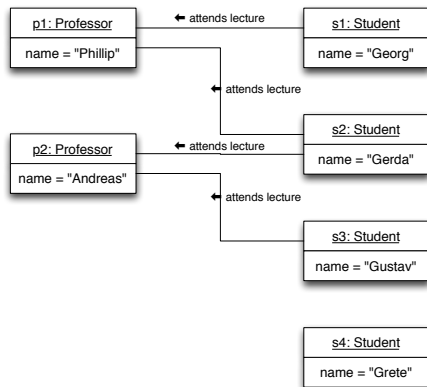 p1: Professor
name = "Phillip"
🠬 attends lecture
s1: Student
name = "Georg"
🠬 attends lecture
s2: Student
name = "Gerda"
🠬 attends lecture
p2: Professor
name = "Andreas"
🠬 attends lecture
s3: Student
name = "Gustav"
s4: Student
name = "Grete"